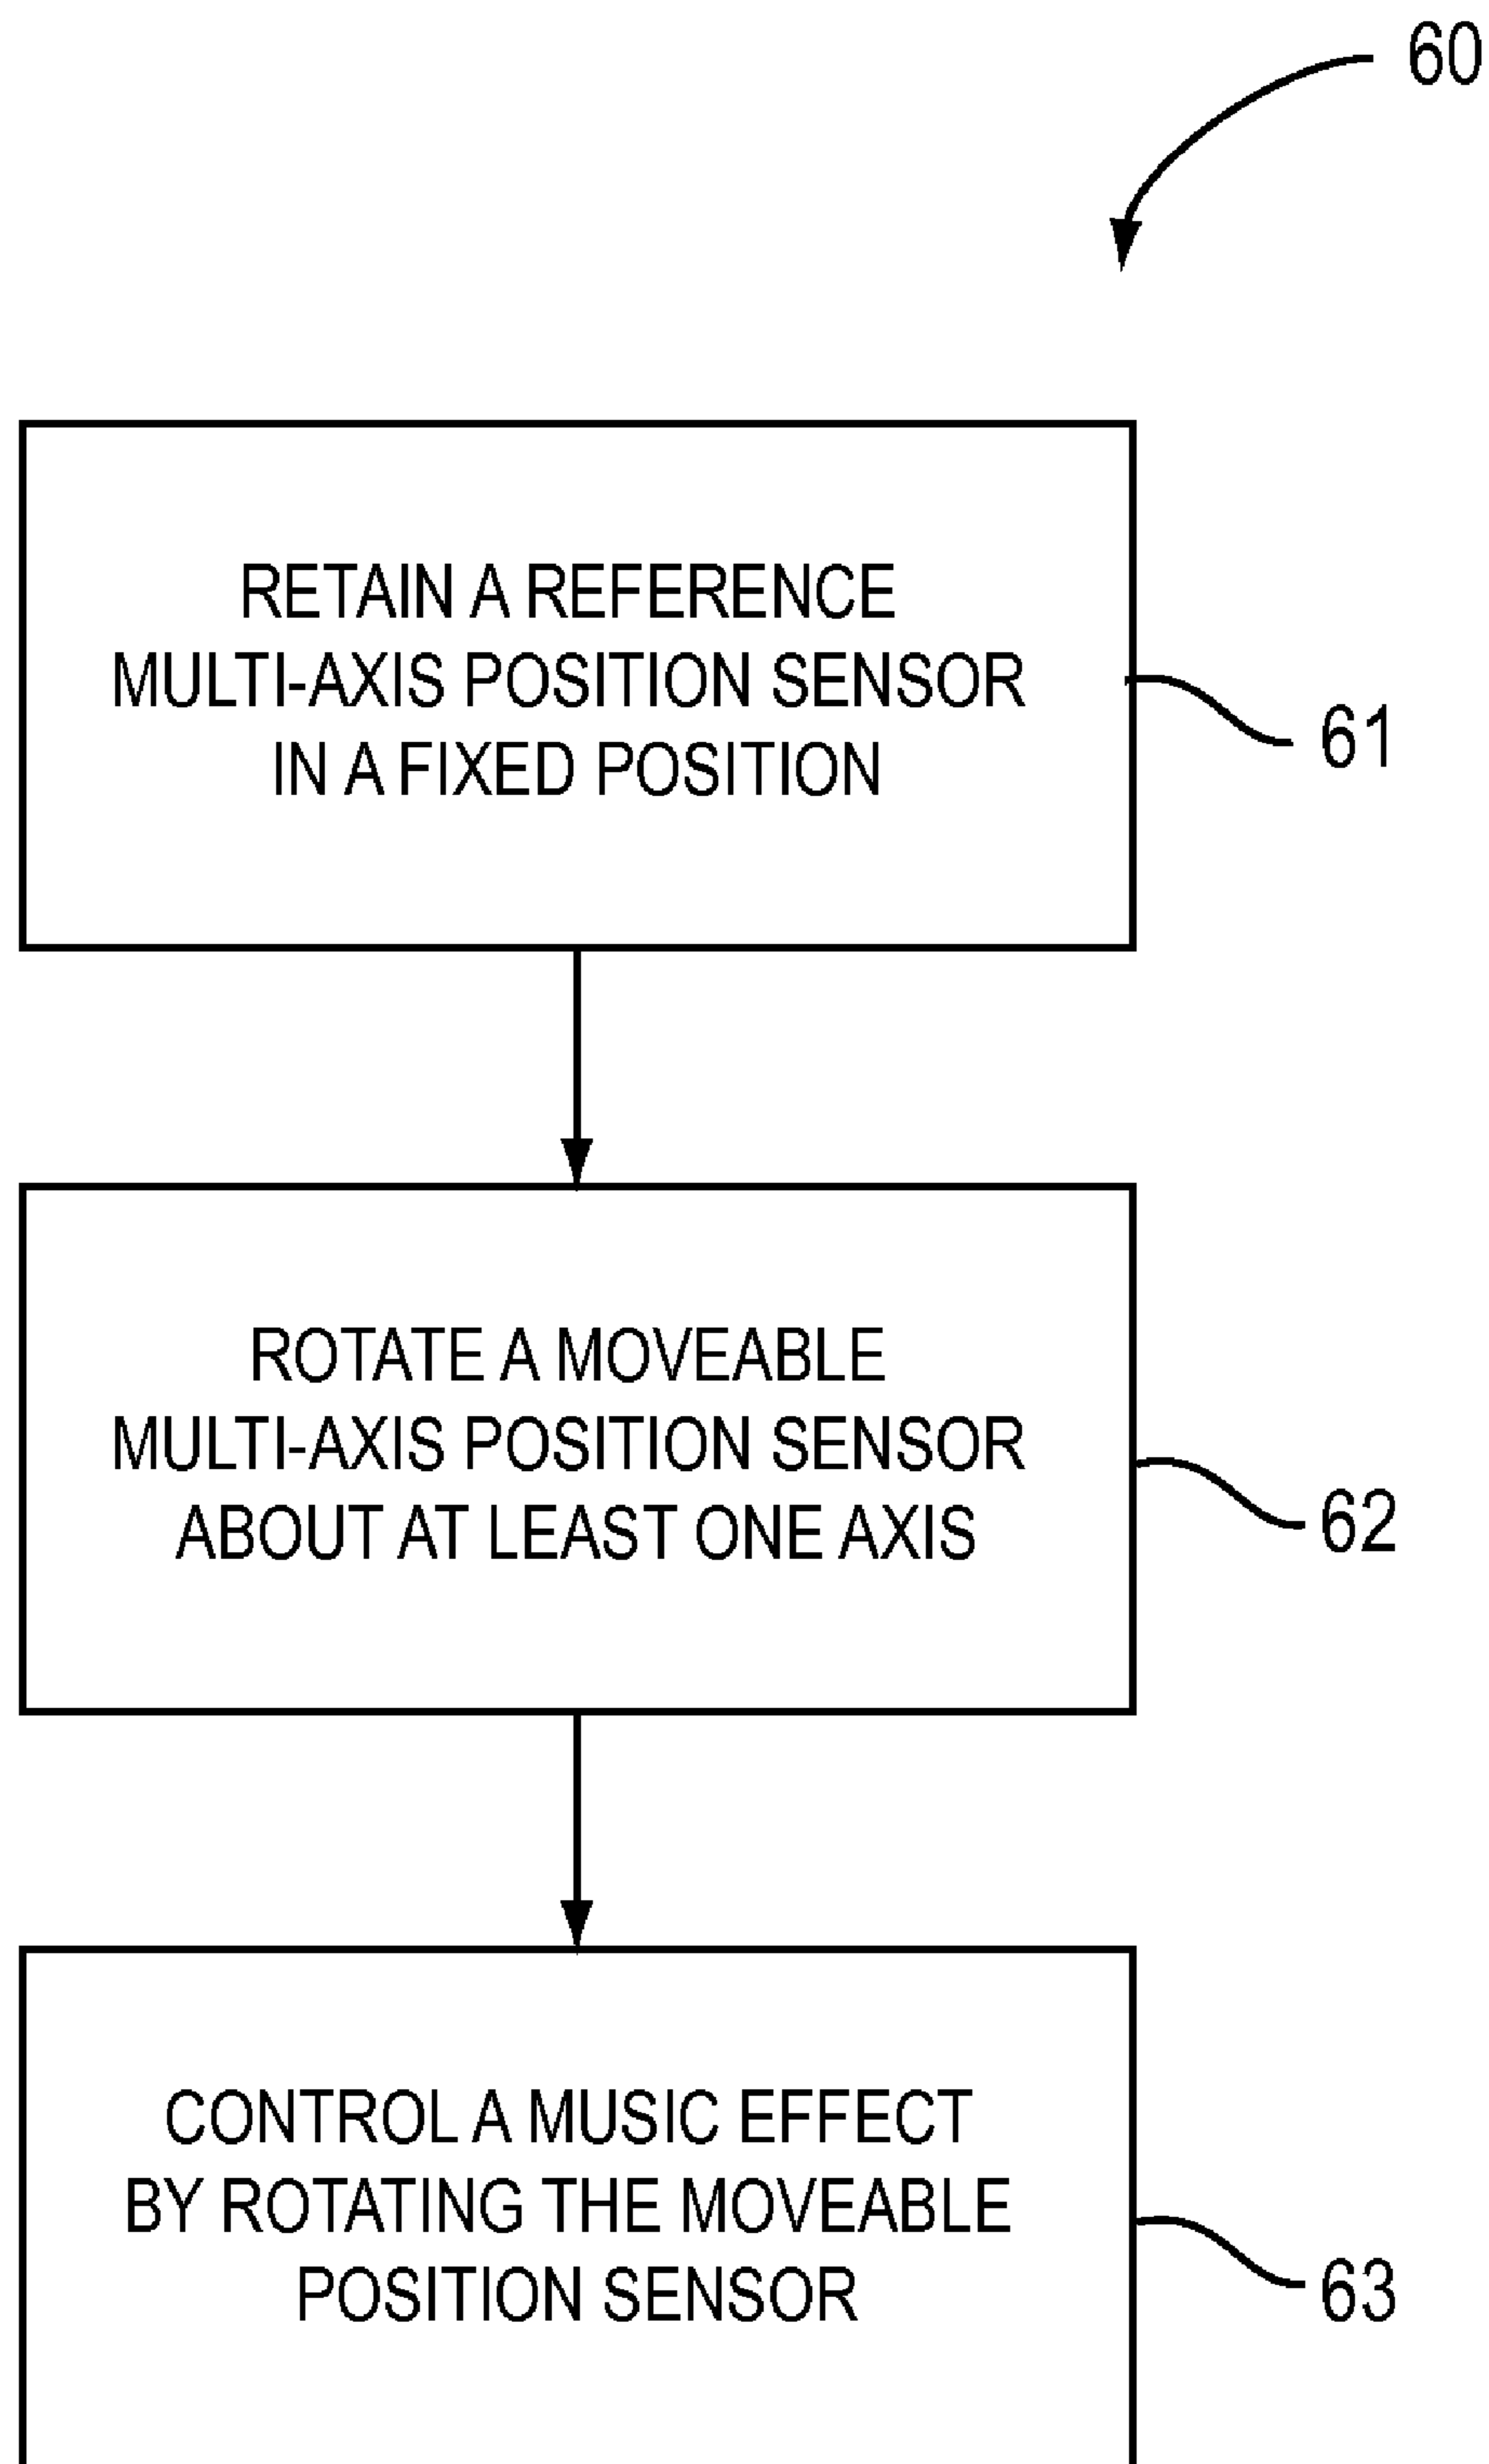 60
RETAIN A REFERENCE
MULTI-AXIS POSITION SENSOR
IN A FIXED POSITION
61
ROTATE A MOVEABLE
MULTI-AXIS POSITION SENSOR
ABOUT AT LEAST ONE AXIS
62
CONTROL A MUSIC EFFECT
BY ROTATING THE MOVEABLE
POSITION SENSOR
63